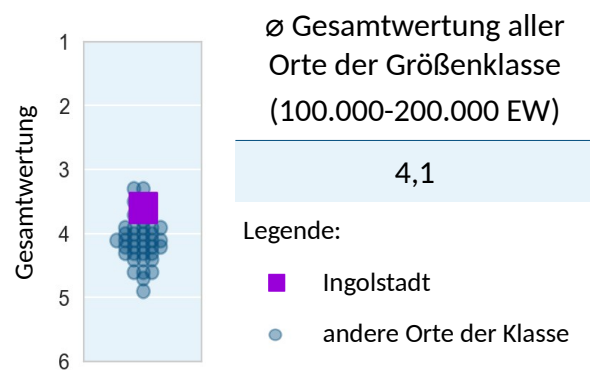 Gesamtwertung
1
2
3
4
5
6
⌀ Gesamtwertung aller
Orte der Größenklasse
(100.000-200.000 EW)
4,1
Legende:
Ingolstadt
andere Orte der Klasse